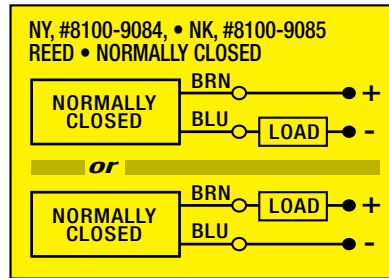 NY, #8100-9084, • NK, #8100-9085
REED • NORMALLY CLOSED
NORMALLY CLOSED
BRN
+
BLU
LOAD
-
or
NORMALLY CLOSED
BRN
LOAD
+
BLU
-